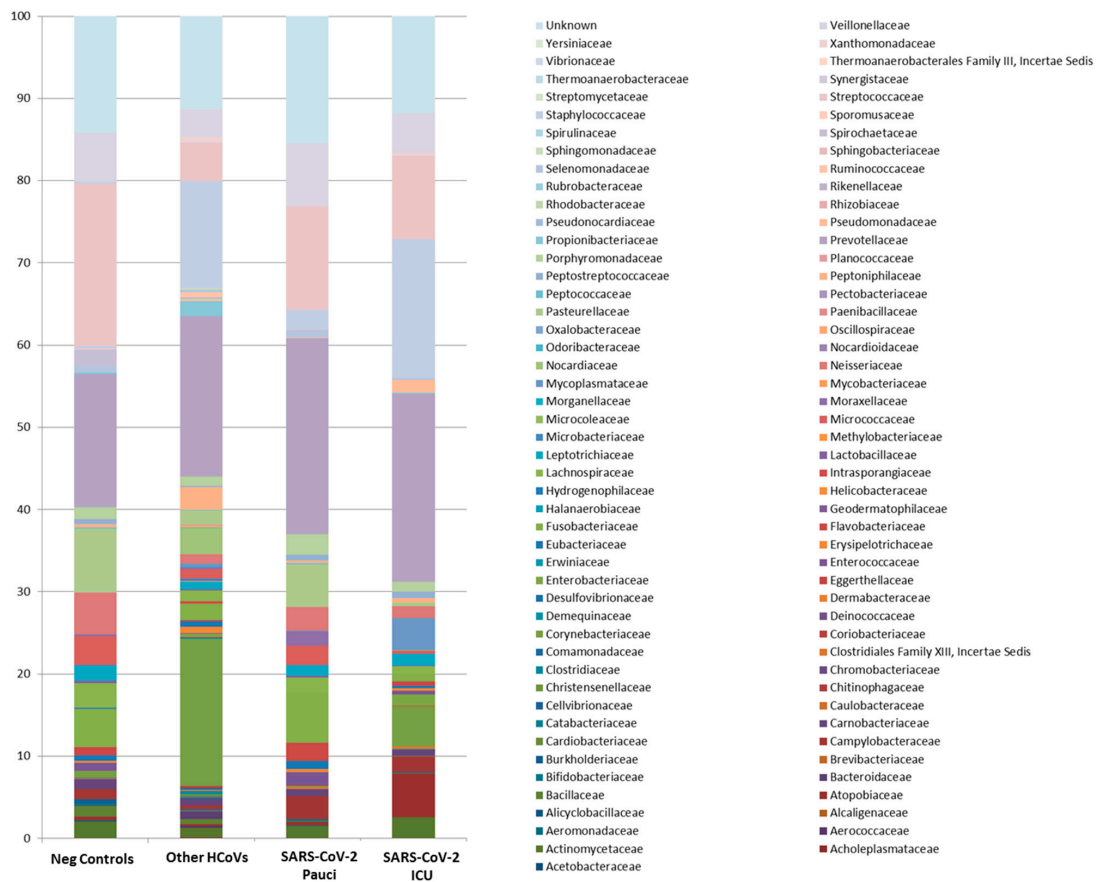 100
90
80
70
60
50
40
30
20
10
0
Neg Controls
Other HCoVs
SARS-CoV-2
Pauci
SARS-CoV-2
ICU
Unknown
Veillonellaceae
Yersiniaceae
Xanthomonadaceae
Vibrionaceae
Thermoanaerobacterales Family III, Incertae Sedis
Thermoanaerobacteraceae
Synergistaceae
Streptomycetaceae
Streptococcaceae
Staphylococcaceae
Sporomusaceae
Spirulinaceae
Spirochaetaceae
Sphingomonadaceae
Sphingobacteriaceae
Selenomonadaceae
Ruminococcaceae
Rubrobacteraceae
Rikenellaceae
Rhodobacteraceae
Rhizobiaceae
Pseudonocardiaceae
Pseudomonadaceae
Propionibacteriaceae
Prevotellaceae
Porphyromonadaceae
Planococcaceae
Peptostreptococcaceae
Peptoniphilaceae
Peptococcaceae
Pectobacteriaceae
Pasteurellaceae
Paenibacillaceae
Oxalobacteraceae
Oscillospiraceae
Odoribacteraceae
Nocardioidaceae
Nocardiaceae
Neisseriaceae
Mycoplasmataceae
Mycobacteriaceae
Morganellaceae
Moraxellaceae
Microcoleaceae
Micrococcaceae
Microbacteriaceae
Methylobacteriaceae
Leptotrichiaceae
Lactobacillaceae
Lachnospiraceae
Intrasporangiaceae
Hydrogenophilaceae
Helicobacteraceae
Halanaerobiaceae
Geodermatophilaceae
Fusobacteriaceae
Flavobacteriaceae
Eubacteriaceae
Erysipelotrichaceae
Erwiniaceae
Enterococcaceae
Enterobacteriaceae
Eggerthellaceae
Desulfovibrionaceae
Dermabacteraceae
Demequinaceae
Deinococcaceae
Corynebacteriaceae
Coriobacteriaceae
Comamonadaceae
Clostridiales Family XIII, Incertae Sedis
Clostridiaceae
Chromobacteriaceae
Christensenellaceae
Chitinophagaceae
Cellvibrionaceae
Caulobacteraceae
Catabacteriaceae
Carnobacteriaceae
Cardiobacteriaceae
Campylobacteraceae
Burkholderiaceae
Brevibacteriaceae
Bifidobacteriaceae
Bacteroidaceae
Bacillaceae
Atopobiaceae
Alicyclobacillaceae
Alcaligenaceae
Aeromonadaceae
Aerococcaceae
Actinomycetaceae
Acholeplasmataceae
Acetobacteraceae